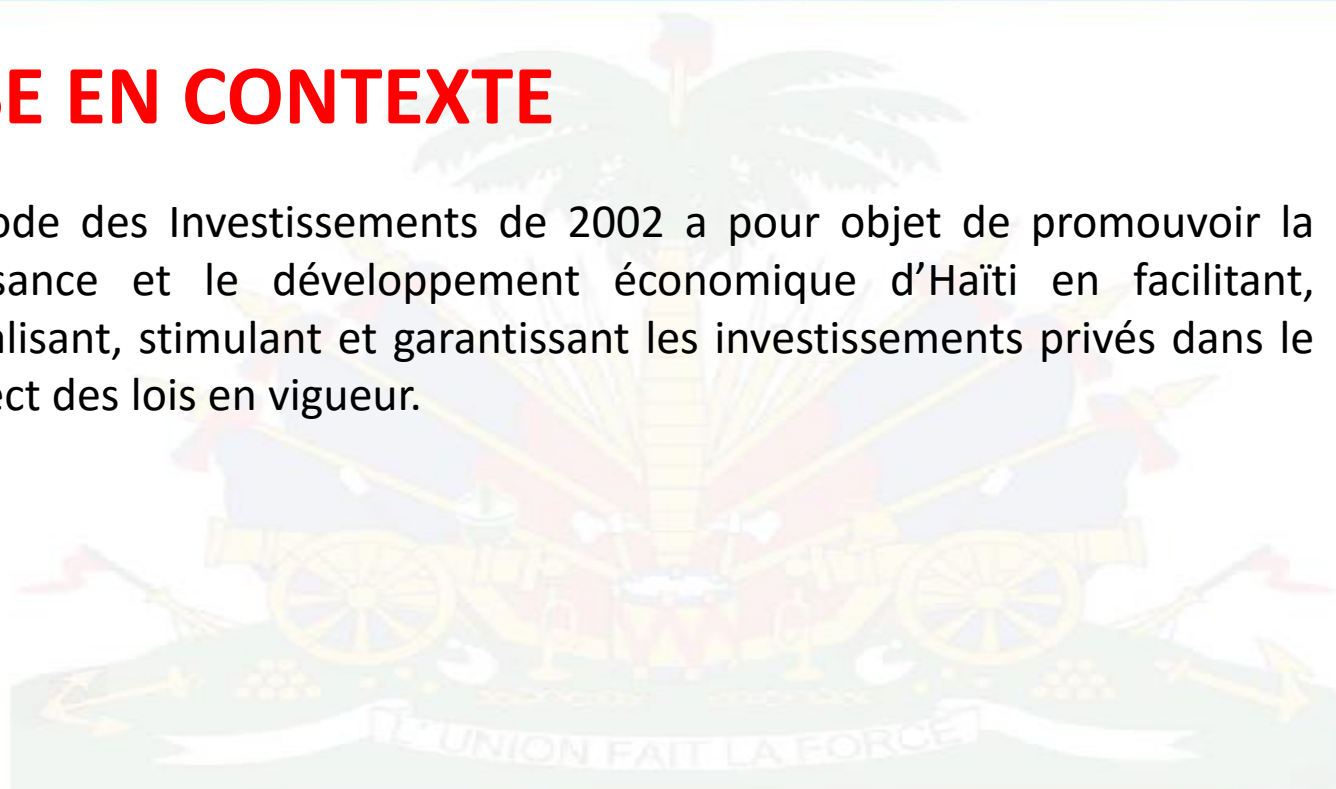 SE EN CONTEXTE
ode des Investissements de 2002 a pour objet de promouvoir la
sance et le développement économique d’Haïti en facilitant,
lisant, stimulant et garantissant les investissements privés dans le
ect des lois en vigueur.
L'UNION FAIT LA FORCE